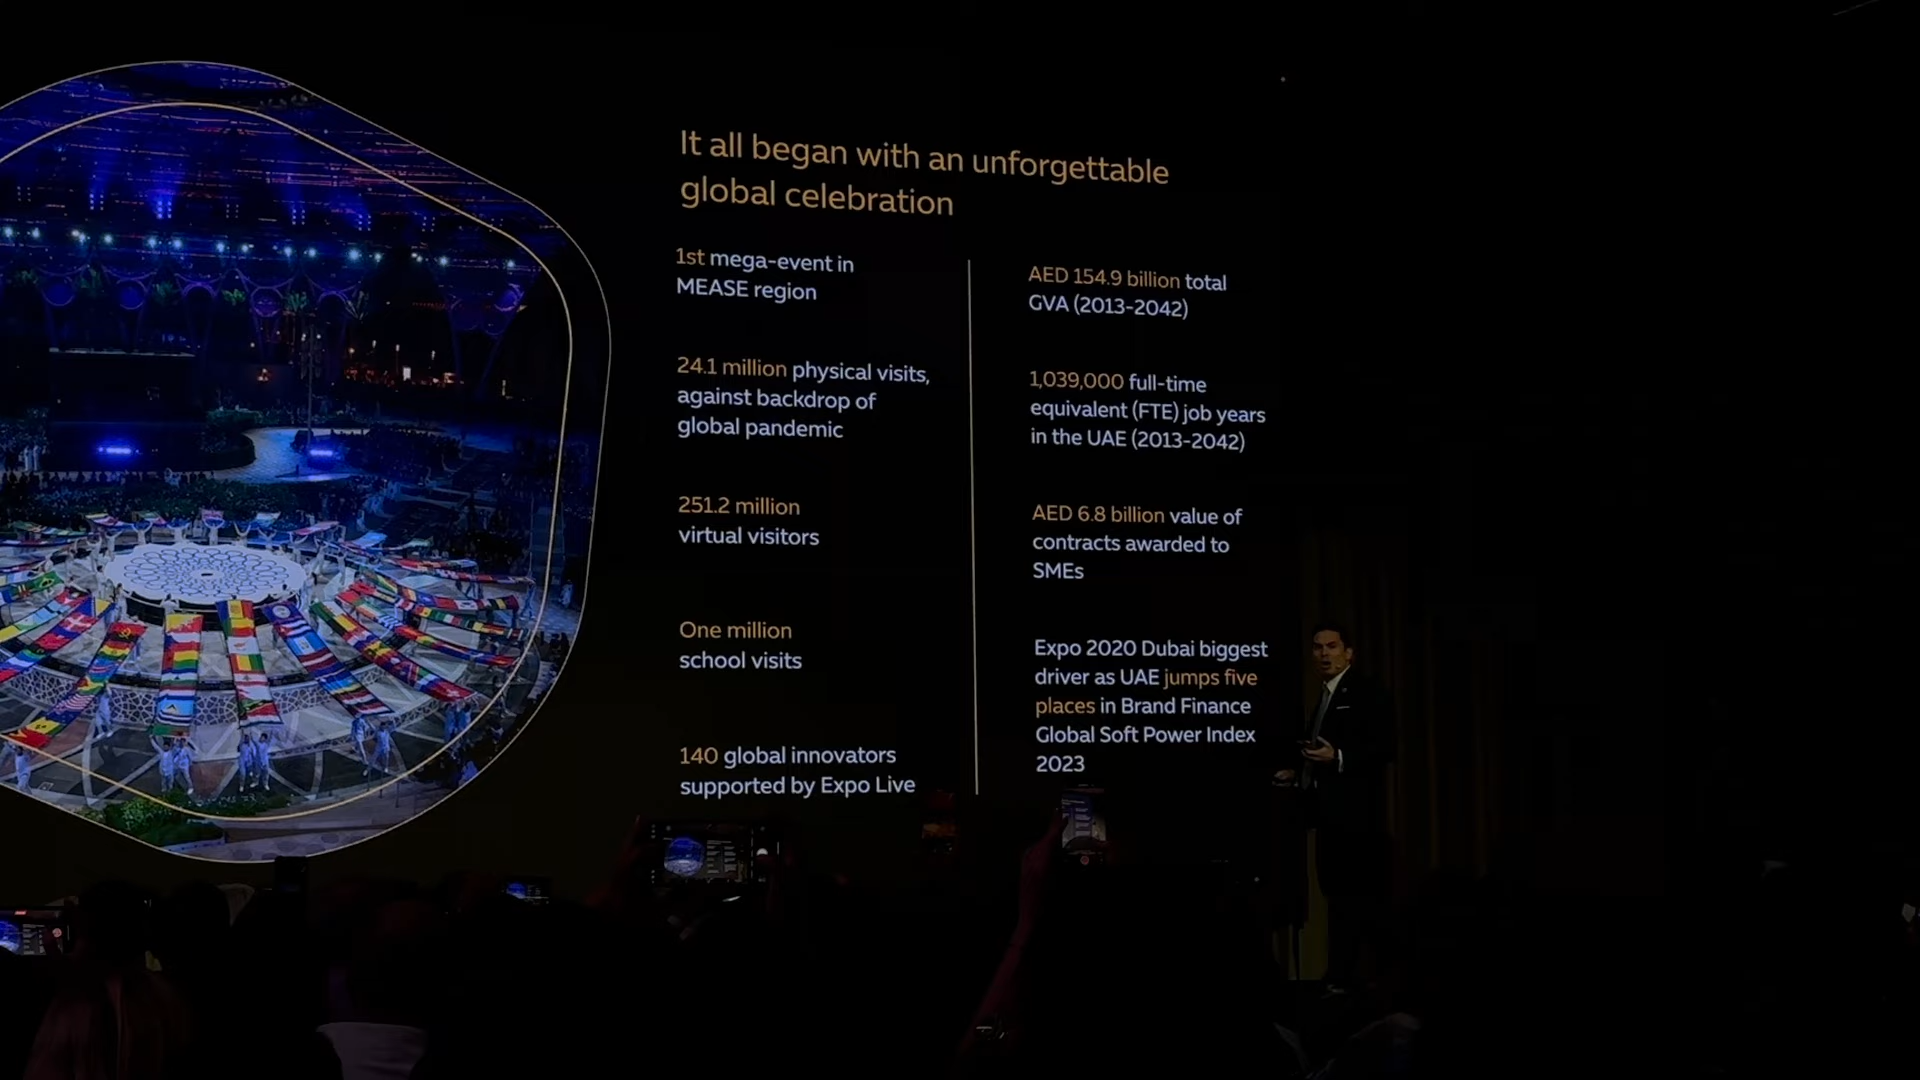 It all began with an unforgettable
global celebration
1st mega-event in
MEASE region
24.1 million physical visits,
against backdrop of
global pandemic
251.2 million
virtual visitors
One million
school visits
140 global innovators
supported by Expo Live
AED 154.9 billion total
GVA (2013-2042)
1,039,000 full-time
equivalent (FTE) job years
in the UAE (2013-2042)
AED 6.8 billion value of
contracts awarded to
SMEs
Expo 2020 Dubai biggest
driver as UAE jumps five
places in Brand Finance
Global Soft Power Index
2023